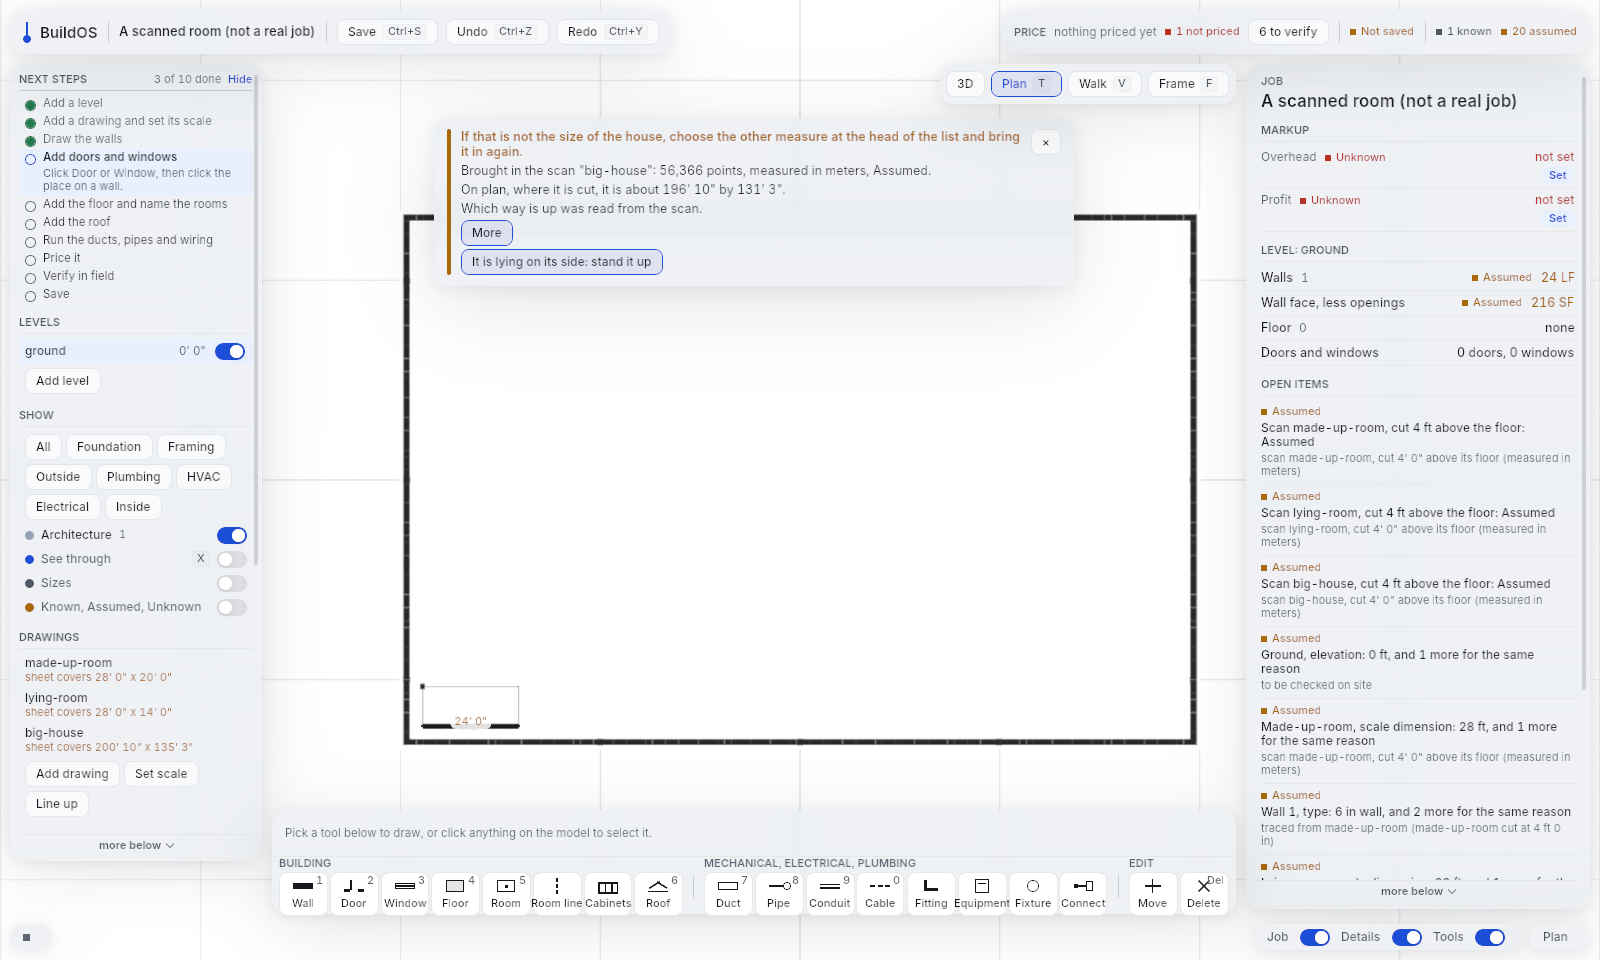 BuildOS
A scanned room (not a real job)
Save Ctrl+S
Undo Ctrl+Z
Redo Ctrl+Y
PRICE nothing priced yet 1 not priced 6 to verify Not saved 1 known 20 assumed
3D
Plan T
Walk V
Frame F
NEXT STEPS 3 of 10 done Hide
Add a level
Add a drawing and set its scale
Draw the walls
Add doors and windows
Click Door or Window, then click the
place on a wall.
Add the floor and name the rooms
Add the roof
Run the ducts, pipes and wiring
Price it
Verify in field
Save
LEVELS
ground 0' 0"
Add level
SHOW
All Foundation Framing
Outside Plumbing HVAC
Electrical Inside
Architecture 1
See through X
Sizes
Known, Assumed, Unknown
DRAWINGS
made-up-room
sheet covers 28' 0" x 20' 0"
lying-room
sheet covers 28' 0" x 14' 0"
big-house
sheet covers 200' 10" x 135' 3"
Add drawing Set scale
Line up
more below
If that is not the size of the house, choose the other measure at the head of the list and bring
it in again.
×
Brought in the scan "big-house": 56,366 points, measured in meters, Assumed.
On plan, where it is cut, it is about 196' 10" by 131' 3".
Which way is up was read from the scan.
More
It is lying on its side: stand it up
24' 0"
Pick a tool below to draw, or click anything on the model to select it.
BUILDING
1 Wall
2 Door
3 Window
4 Floor
5 Room
Room line
Cabinets
6 Roof
MECHANICAL, ELECTRICAL, PLUMBING
7 Duct
8 Pipe
9 Conduit
0 Cable
Fitting
Equipment
Fixture
Connect
EDIT
Move
Del Delete
JOB
A scanned room (not a real job)
MARKUP
Overhead Unknown not set
Set
Profit Unknown not set
Set
LEVEL: GROUND
Walls 1 Assumed 24 LF
Wall face, less openings Assumed 216 SF
Floor 0 none
Doors and windows 0 doors, 0 windows
OPEN ITEMS
Assumed
Scan made-up-room, cut 4 ft above the floor:
Assumed
scan made-up-room, cut 4' 0" above its floor (measured in
meters)
Assumed
Scan lying-room, cut 4 ft above the floor: Assumed
scan lying-room, cut 4' 0" above its floor (measured in
meters)
Assumed
Scan big-house, cut 4 ft above the floor: Assumed
scan big-house, cut 4' 0" above its floor (measured in
meters)
Assumed
Ground, elevation: 0 ft, and 1 more for the same
reason
to be checked on site
Assumed
Made-up-room, scale dimension: 28 ft, and 1 more
for the same reason
scan made-up-room, cut 4' 0" above its floor (measured in
meters)
Assumed
Wall 1, type: 6 in wall, and 2 more for the same reason
traced from made-up-room (made-up-room cut at 4 ft 0
in)
Assumed
more below
Job Details Tools Plan